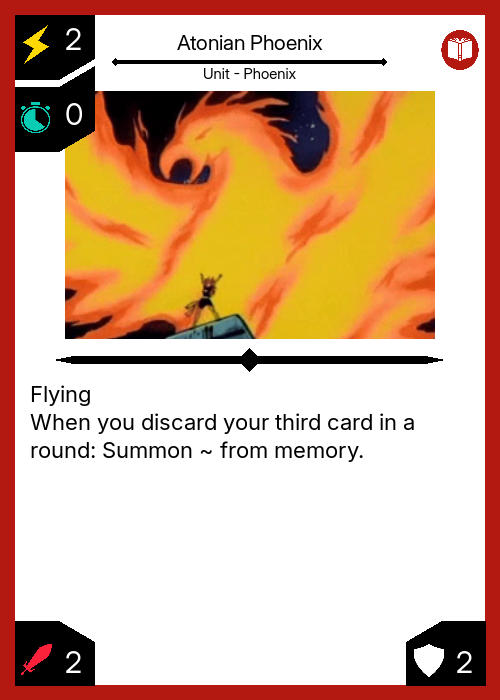 2
Atonian Phoenix
Unit - Phoenix
0
Flying
When you discard your third card in a
round: Summon ~ from memory.
2
2